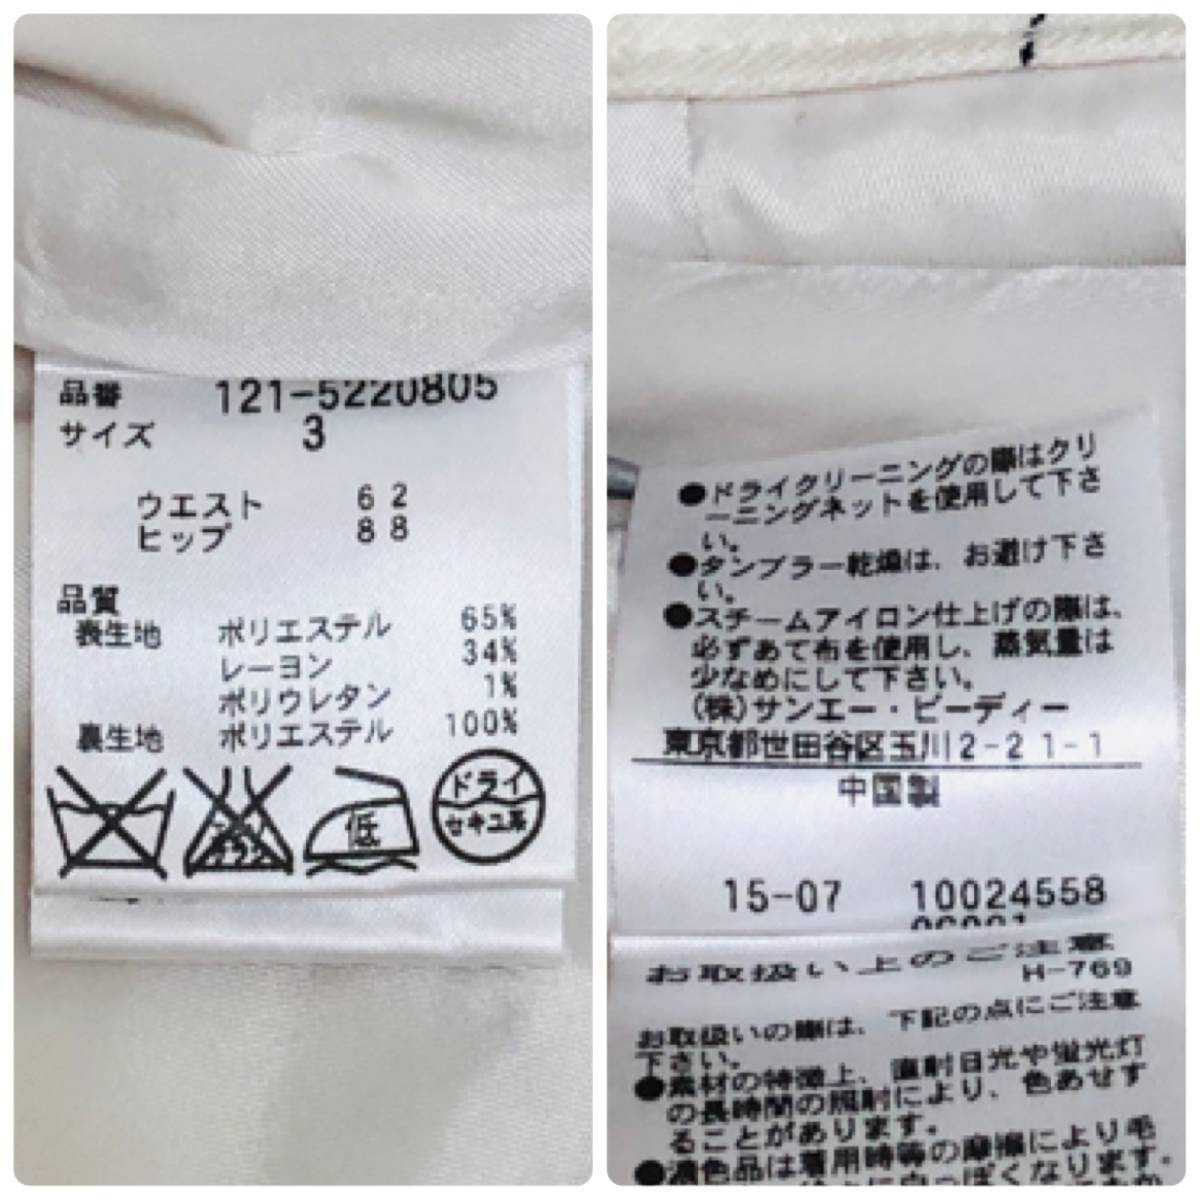 品番 121-5220805
サイズ 3
ウエスト 62
ヒップ 88
品質
表生地 ポリエステル 65%
レーヨン 34%
ポリウレタン 1%
裏生地 ポリエステル 100%
低
ドライ
セキユ系
●ドライクリーニングの際はクリ
ーニングネットを使用して下さ
い。
●タンブラー乾燥は、お避け下さ
い。
●スチームアイロン仕上げの際は、
必ずあて布を使用し、蒸気量は
少なめにして下さい。
(株)サンエー・ビーディー
東京都世田谷区玉川2-21-1
中国製
15-07 10024558
お取扱い上のご注意
H-769
お取扱いの際は、下記の点にご注意
下さい。
●素材の特徴上、直射日光や蛍光灯
の長時間の照射により、色あせす
ることがあります。
●濃色品は着用時等の摩擦により毛